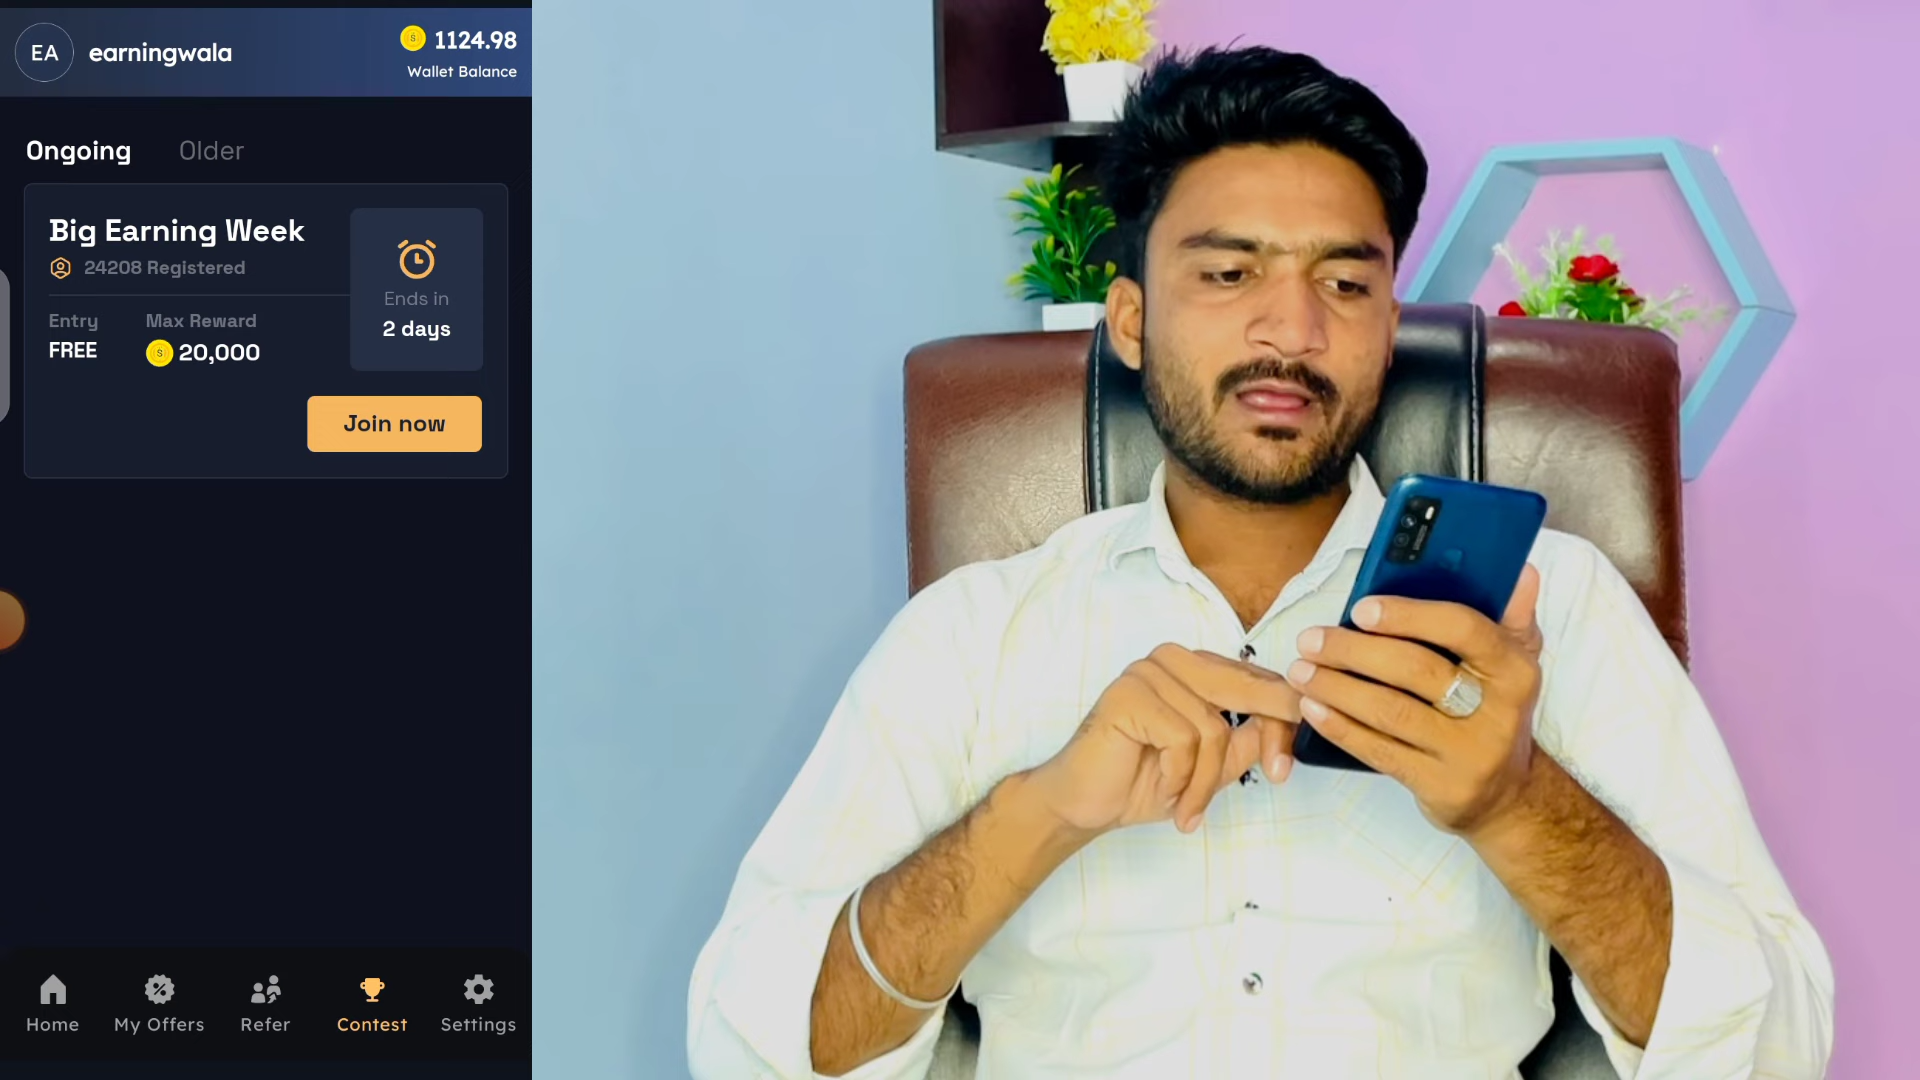 EA
earningwala
1124.98
Wallet Balance
Ongoing
Older
Big Earning Week
24208 Registered
Entry
FREE
Max Reward
20,000
Ends in
2 days
Join now
Home
My Offers
Refer
Contest
Settings